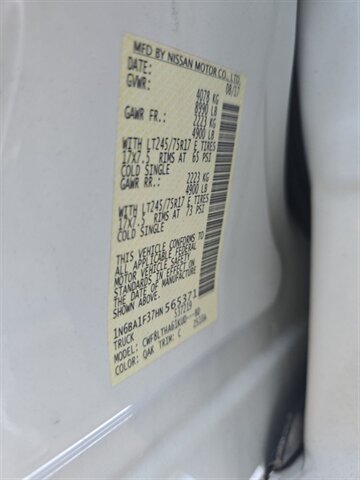 MFD BY NISSAN MOTOR CO., LTD.
DATE: 08/17
GVWR: 4078 KG
8990 LB
GAWR FR.: 2223 KG
4900 LB
WITH LT245/75R17 E TIRES
17X7.5 RIMS AT 65 PSI
COLD SINGLE
GAWR RR.: 2223 KG
4900 LB
WITH LT245/75R17 E TIRES
17X7.5 RIMS AT 73 PSI
COLD SINGLE
THIS VEHICLE CONFORMS TO
ALL APPLICABLE U.S. FEDERAL
MOTOR VEHICLE SAFETY
STANDARDS IN EFFECT ON
THE DATE OF MANUFACTURE
SHOWN ABOVE.
1N6BA1F37HN565371
TRUCK
MODEL:
COLOR: QAK TRIM: C